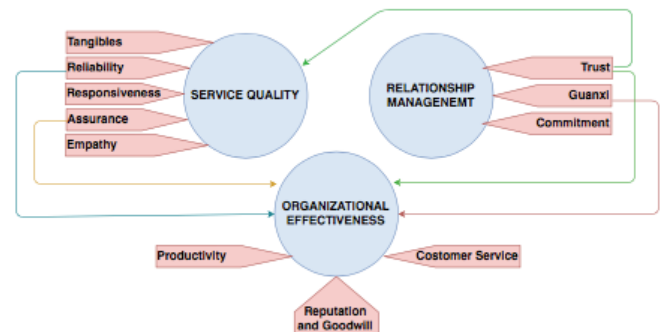 Tangibles
Reliability
Responsiveness
Assurance
Empathy
SERVICE QUALITY
RELATIONSHIP
MANAGENEMT
Trust
Guanxi
Commitment
ORGANIZATIONAL
EFFECTIVENESS
Productivity
Costomer Service
Reputation
and Goodwill